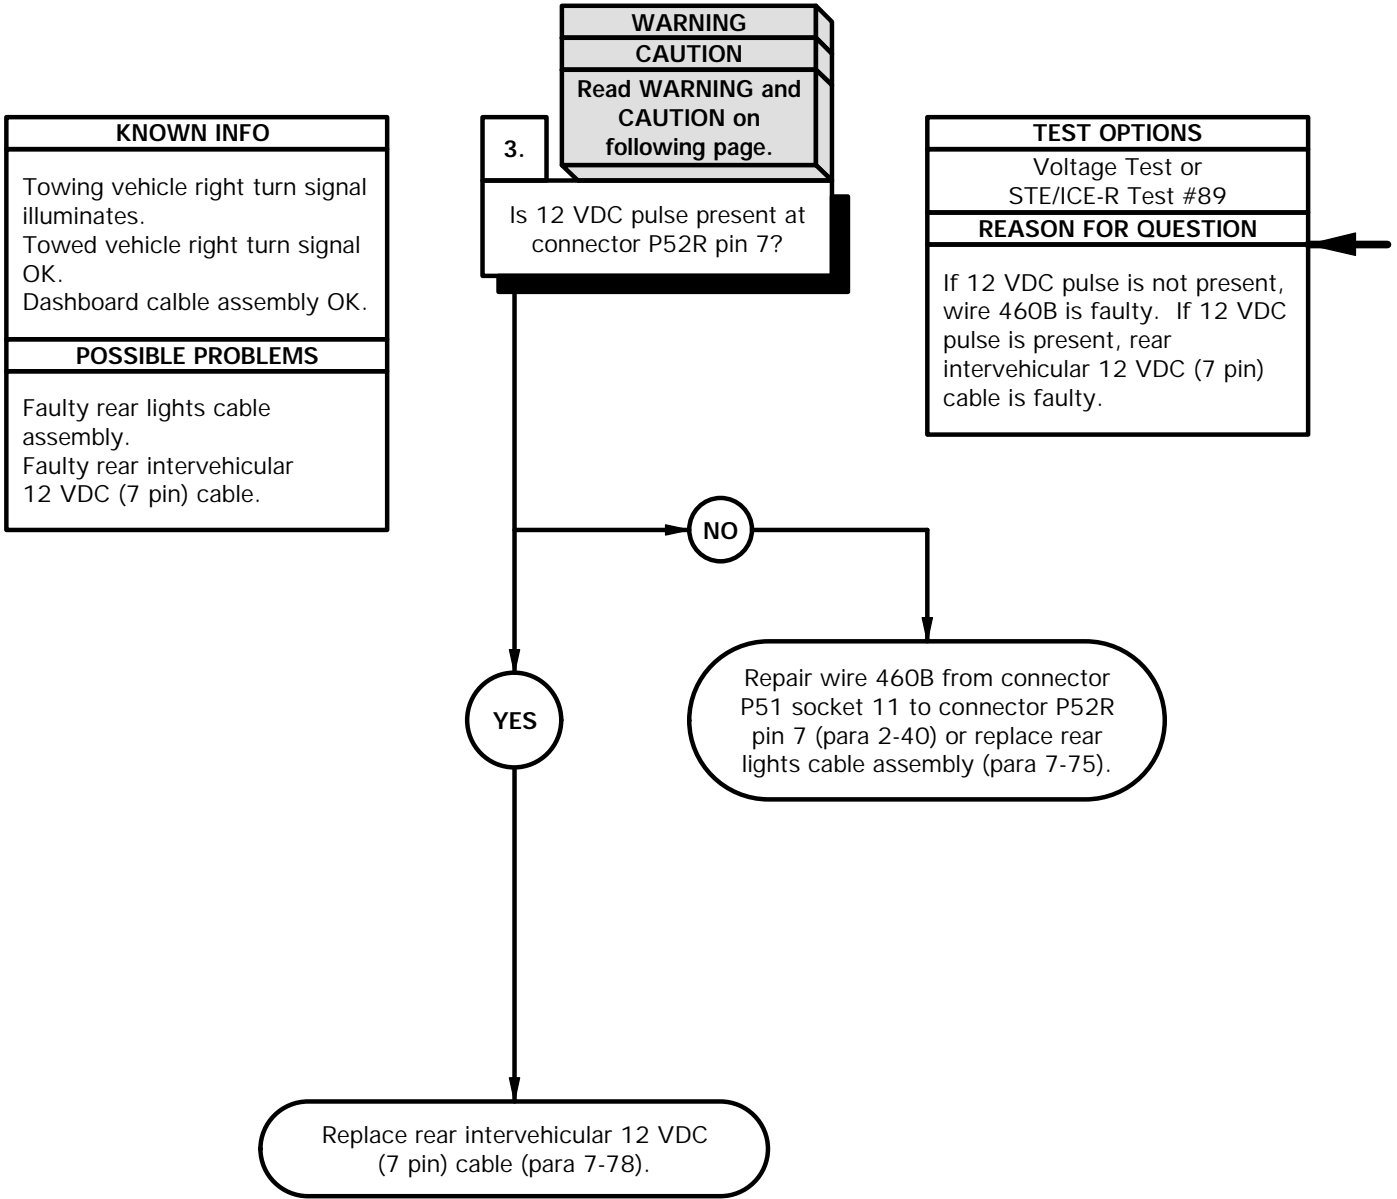 WARNING
CAUTION
Read WARNING and
CAUTION on
following page.
KNOWN INFO
Towing vehicle right turn signal
illuminates.
Towed vehicle right turn signal
OK.
Dashboard calble assembly OK.
POSSIBLE PROBLEMS
Faulty rear lights cable
assembly.
Faulty rear intervehicular
12 VDC (7 pin) cable.
3.
Is 12 VDC pulse present at
connector P52R pin 7?
TEST OPTIONS
Voltage Test or
STE/ICE-R Test #89
REASON FOR QUESTION
If 12 VDC pulse is not present,
wire 460B is faulty.  If 12 VDC
pulse is present, rear
intervehicular 12 VDC (7 pin)
cable is faulty.
NO
Repair wire 460B from connector
P51 socket 11 to connector P52R
pin 7 (para 2-40) or replace rear
lights cable assembly (para 7-75).
YES
Replace rear intervehicular 12 VDC
(7 pin) cable (para 7-78).